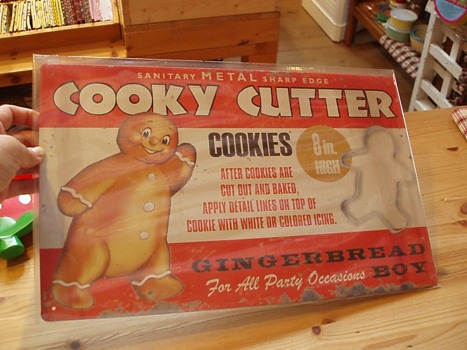 SANITARY METAL SHARP EDGE
COOKY CUTTER
COOKIES
8 in.
HIGH
AFTER COOKIES ARE
CUT OUT AND BAKED,
APPLY DETAIL LINES ON TOP OF
COOKIE WITH WHITE OR COLORED ICING.
GINGERBREAD
BOY
For All Party Occasions